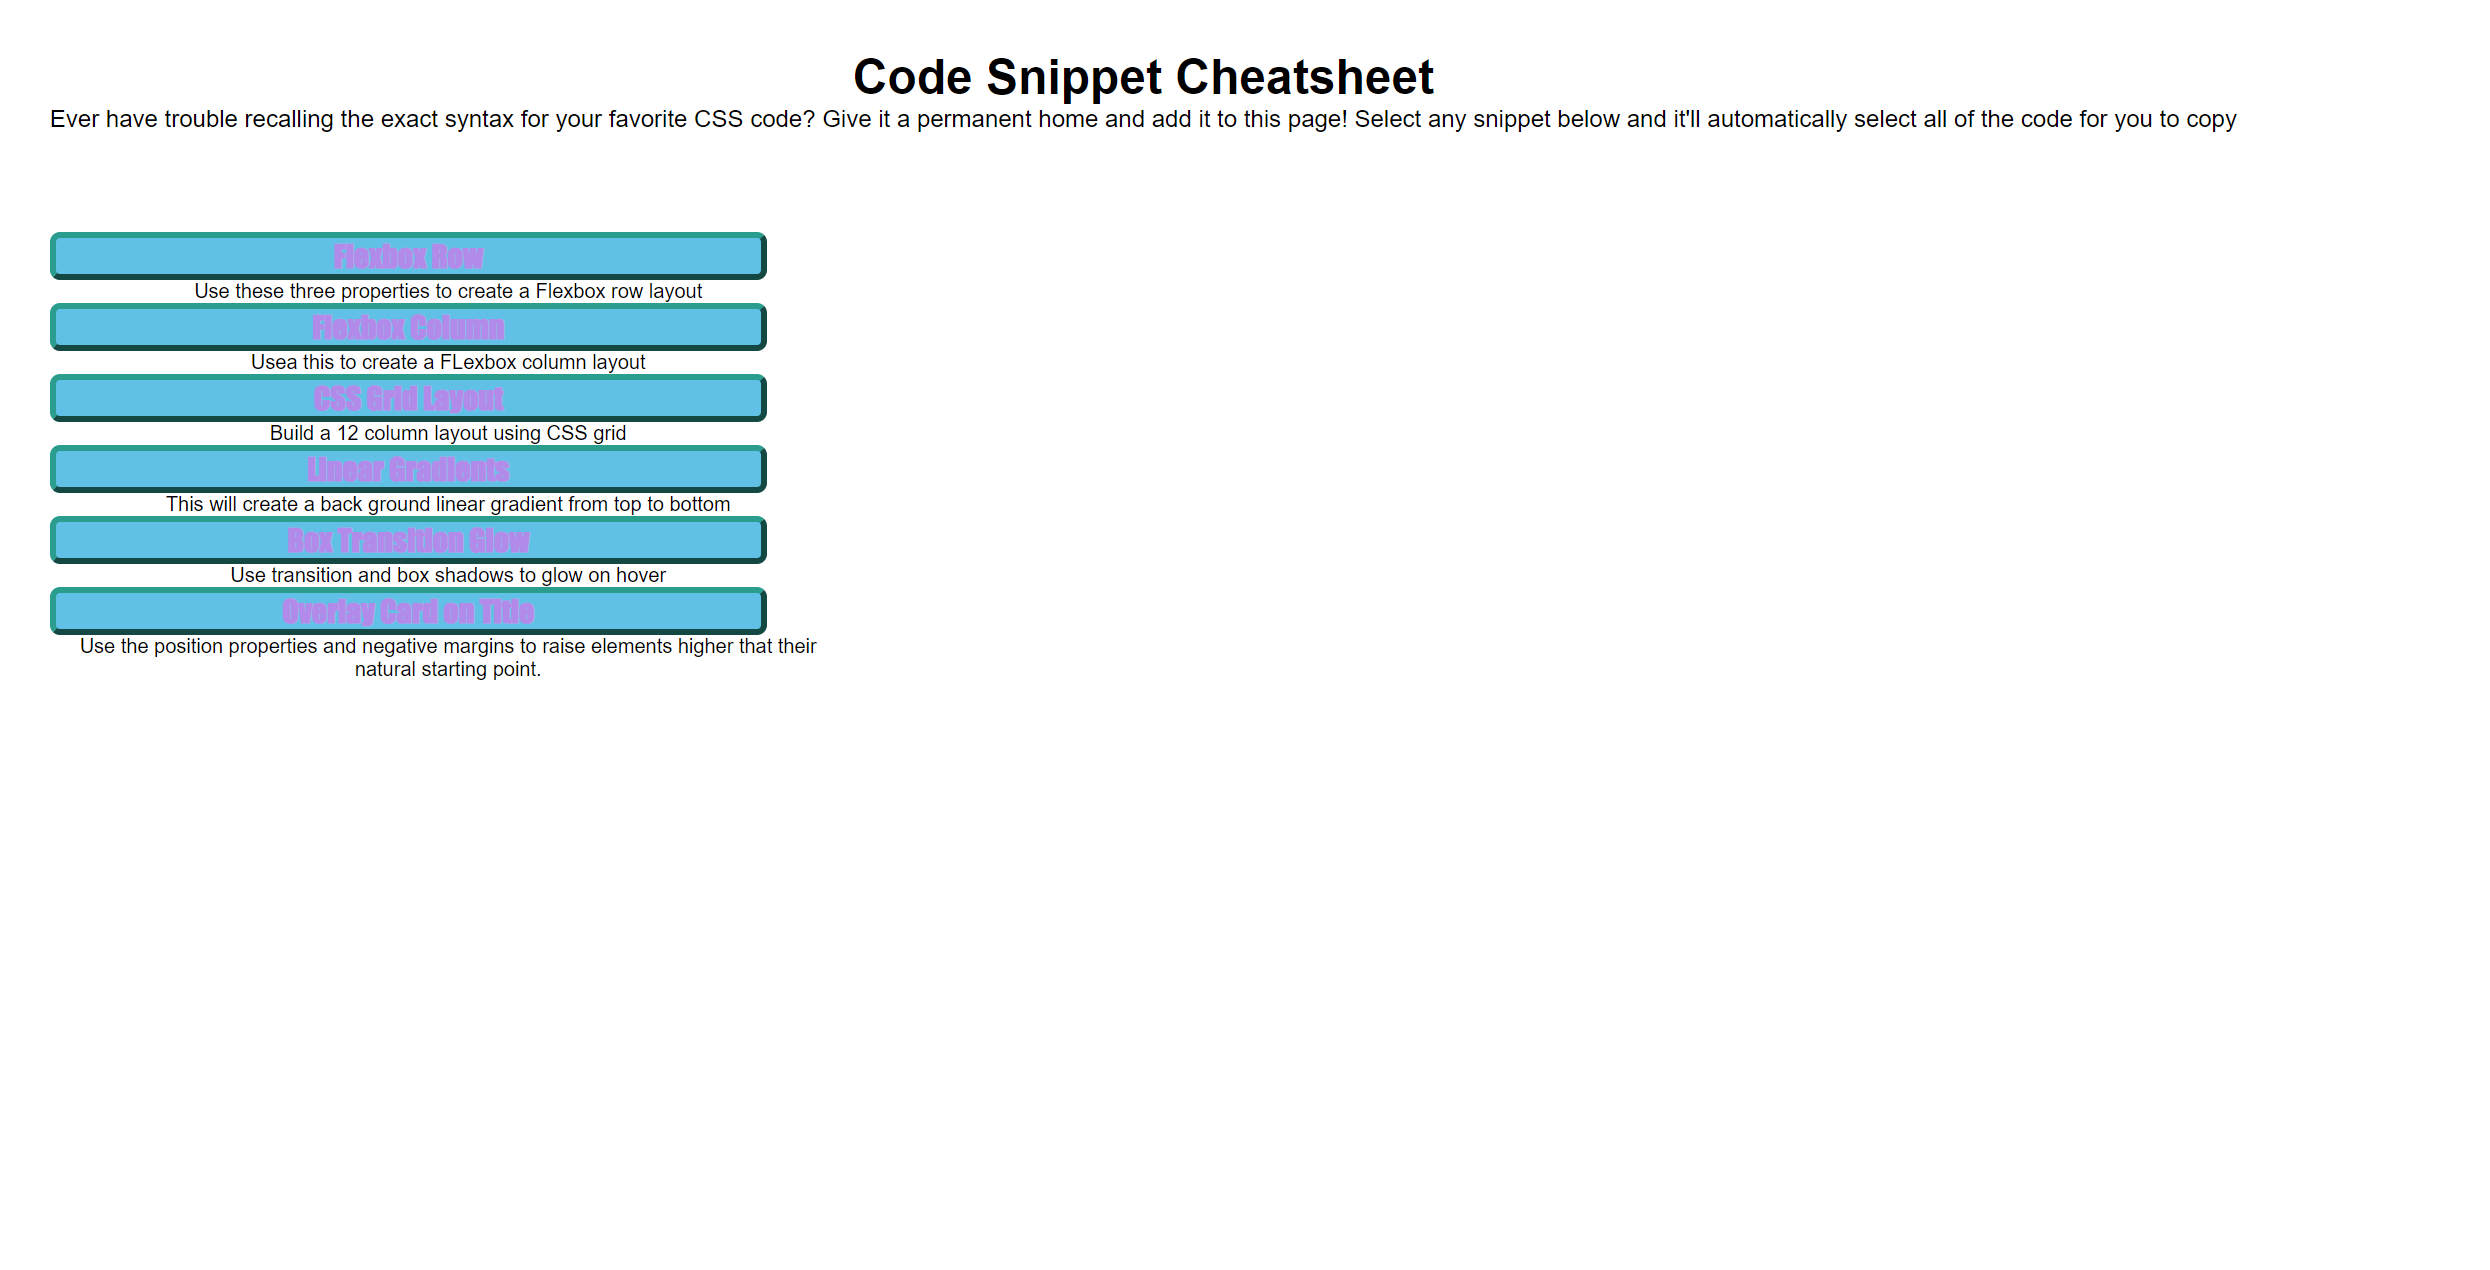 Code Snippet Cheatsheet
Ever have trouble recalling the exact syntax for your favorite CSS code? Give it a permanent home and add it to this page! Select any snippet below and it'll automatically select all of the code for you to copy
Flexbox Row
Use these three properties to create a Flexbox row layout
Flexbox Column
Usea this to create a FLexbox column layout
CSS Grid Layout
Build a 12 column layout using CSS grid
Linear Gradients
This will create a back ground linear gradient from top to bottom
Box Transition Glow
Use transition and box shadows to glow on hover
Overlay Card on Title
Use the position properties and negative margins to raise elements higher that their
natural starting point.